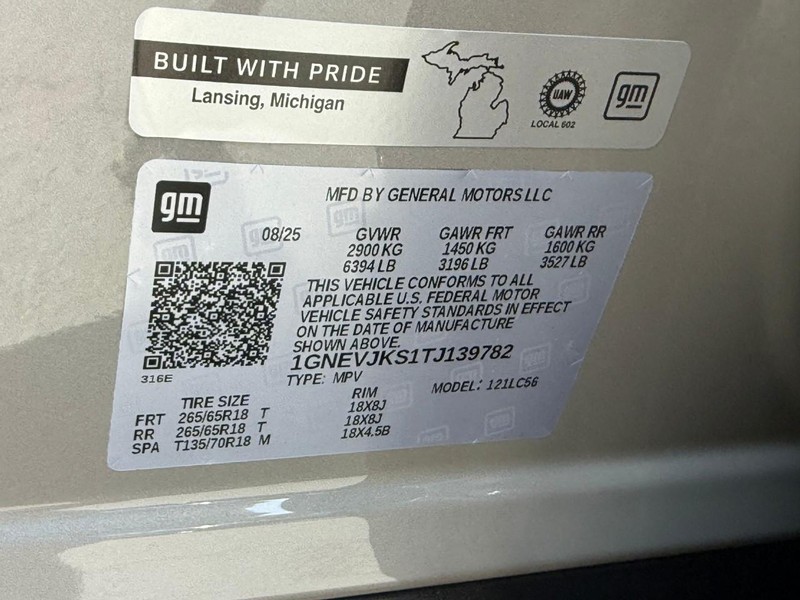 BUILT WITH PRIDE
Lansing, Michigan
UAW
LOCAL 602
gm
gm
MFD BY GENERAL MOTORS LLC
08/25 GVWR GAWR FRT GAWR RR
2900 KG 1450 KG 1600 KG
6394 LB 3196 LB 3527 LB
THIS VEHICLE CONFORMS TO ALL
APPLICABLE U.S. FEDERAL MOTOR
VEHICLE SAFETY STANDARDS IN EFFECT
ON THE DATE OF MANUFACTURE
SHOWN ABOVE.
1GNEVJKS1TJ139782
316E
TYPE: MPV MODEL: 121LC56
TIRE SIZE RIM
FRT 265/65R18 T 18X8J
RR 265/65R18 T 18X8J
SPA T135/70R18 M 18X4.5B